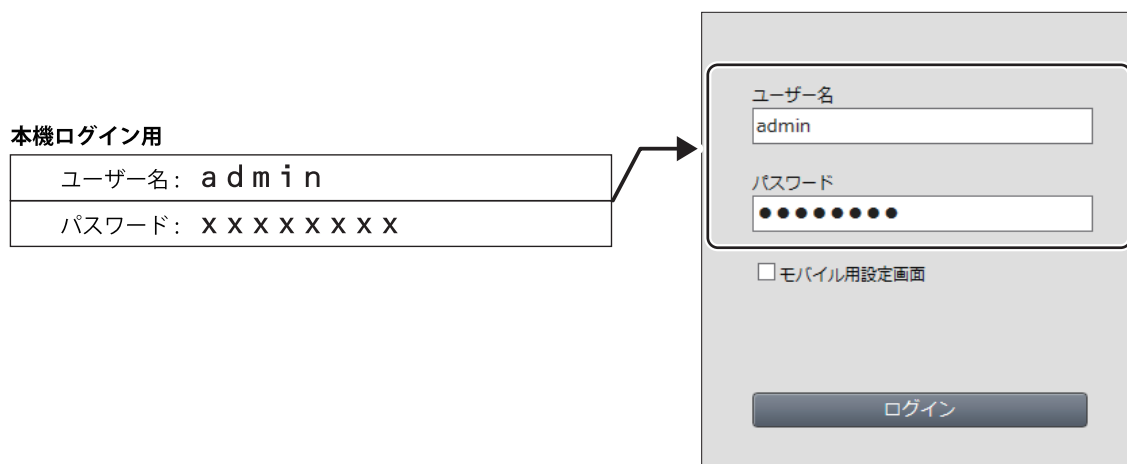 本機ログイン用
ユーザー名: admin
パスワード: xxxxxxxx
ユーザー名
admin
パスワード
●●●●●●●●
モバイル用設定画面
ログイン